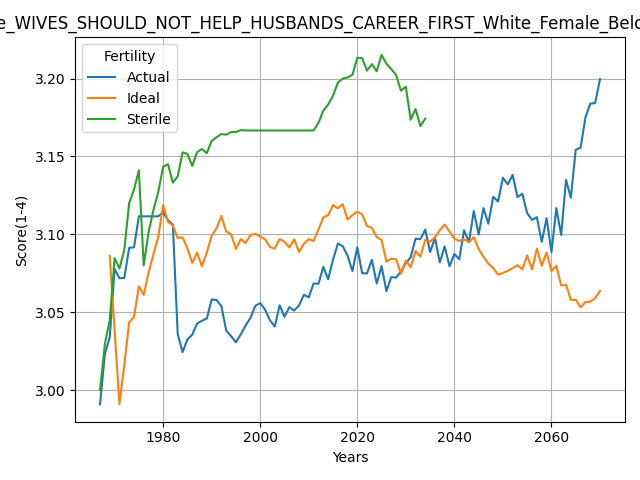 e_WIVES_SHOULD_NOT_HELP_HUSBANDS_CAREER_FIRST_White_Female_Belo
Fertility
Actual
Ideal
Sterile
Score(1-4)
3.20
3.15
3.10
3.05
3.00
1980 2000 2020 2040 2060
Years